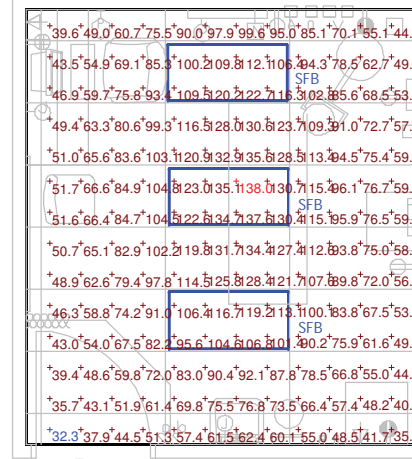 39.6 49.0 60.7 75.5 90.0 97.9 99.6 95.0 85.1 70.1 55.1 44.
43.5 54.9 69.1 85.3 100.2 109.8 112.1 106.4 94.3 78.5 62.7 49.
SFB
46.9 59.7 75.8 93.4 109.5 120.2 122.7 116.3 102.8 85.6 68.5 53.
49.4 63.3 80.6 99.3 116.5 128.0 130.6 123.7 109.3 91.0 72.7 57.
51.0 65.6 83.6 103.1 120.9 132.9 135.6 128.5 113.4 94.5 75.4 59.
51.7 66.6 84.9 104.8 123.0 135.1 138.0 130.7 115.4 96.1 76.7 59.
SFB
51.6 66.4 84.7 104.5 122.6 134.7 137.6 130.4 115. 95.9 76.5 59.
50.7 65.1 82.9 102.2 119.8 131.7 134.4 127.4 112.6 93.8 75.0 58.
48.9 62.6 79.4 97.8 114.5 125.8 128.4 121.7 107.6 89.8 72.0 56.
46.3 58.8 74.2 91.0 106.4 116.7 119.2 113.1 100.1 83.8 67.5 53.
SFB
43.0 54.0 67.5 82.2 95.6 104.6 106.8 101.4 90.2 75.9 61.6 49.
39.4 48.6 59.8 72.0 83.0 90.4 92.1 87.8 78.5 66.8 55.0 44.
35.7 43.1 51.9 61.4 69.8 75.5 76.8 73.5 66.4 57.4 48.2 40.
32.3 37.9 44.5 51.3 57.4 61.5 62.4 60.1 55.0 48.5 41.7 35.